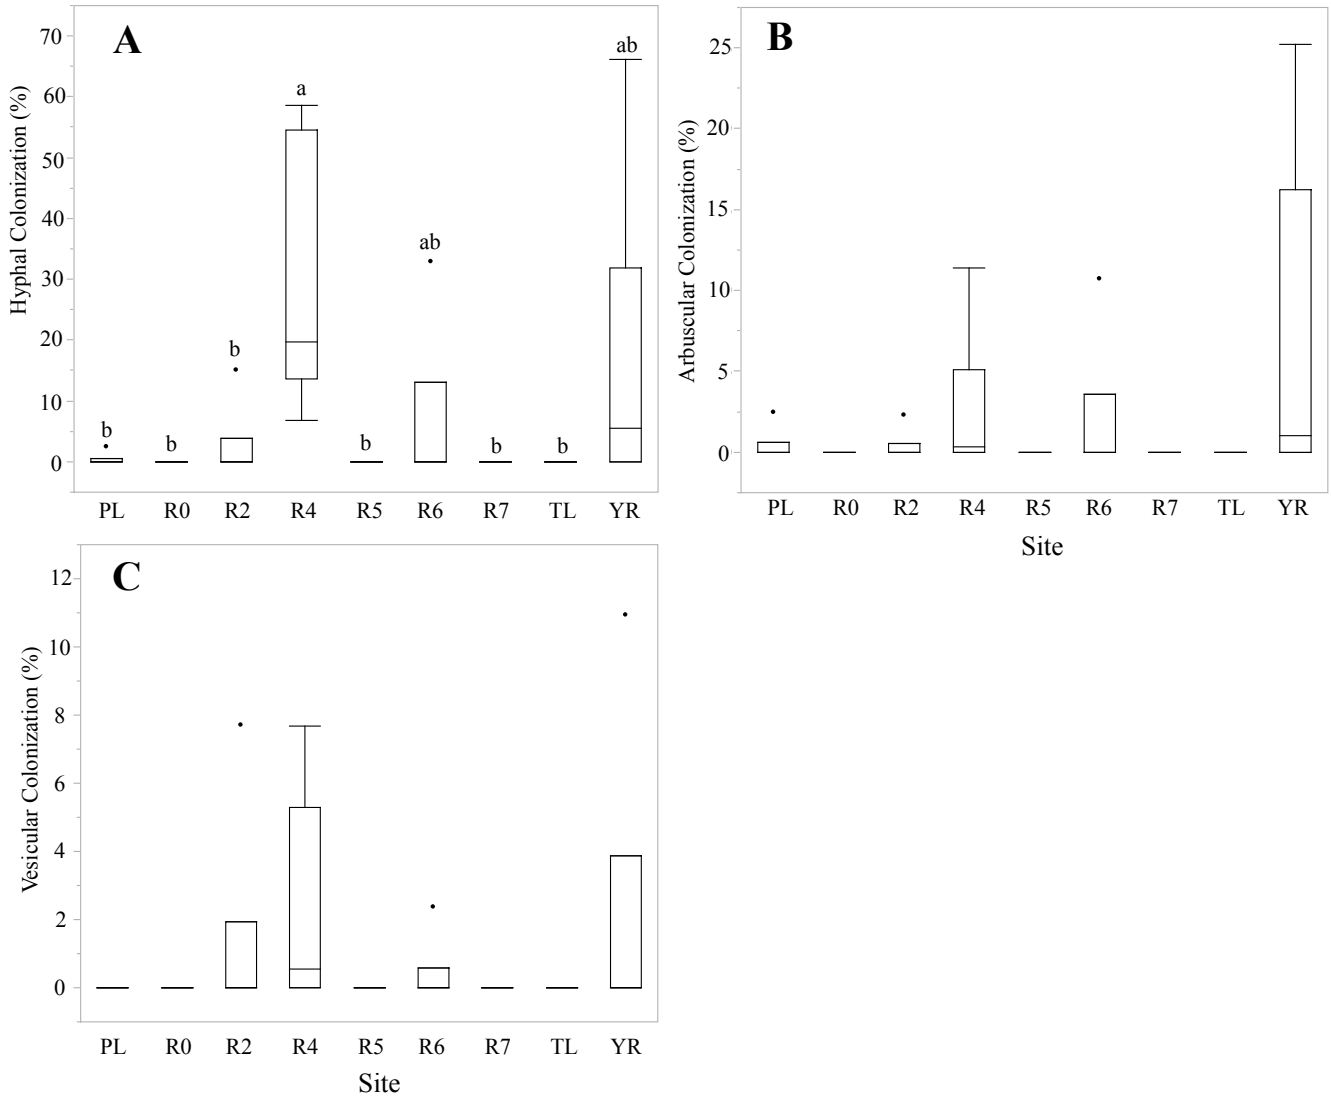 A
Hyphal Colonization (%)
70
60
50
40
30
20
10
0
b
b
b
a
b
ab
b
b
ab
PL R0 R2 R4 R5 R6 R7 TL YR
B
Arbuscular Colonization (%)
25
20
15
10
5
0
PL R0 R2 R4 R5 R6 R7 TL YR
Site
C
Vesicular Colonization (%)
12
10
8
6
4
2
0
PL R0 R2 R4 R5 R6 R7 TL YR
Site